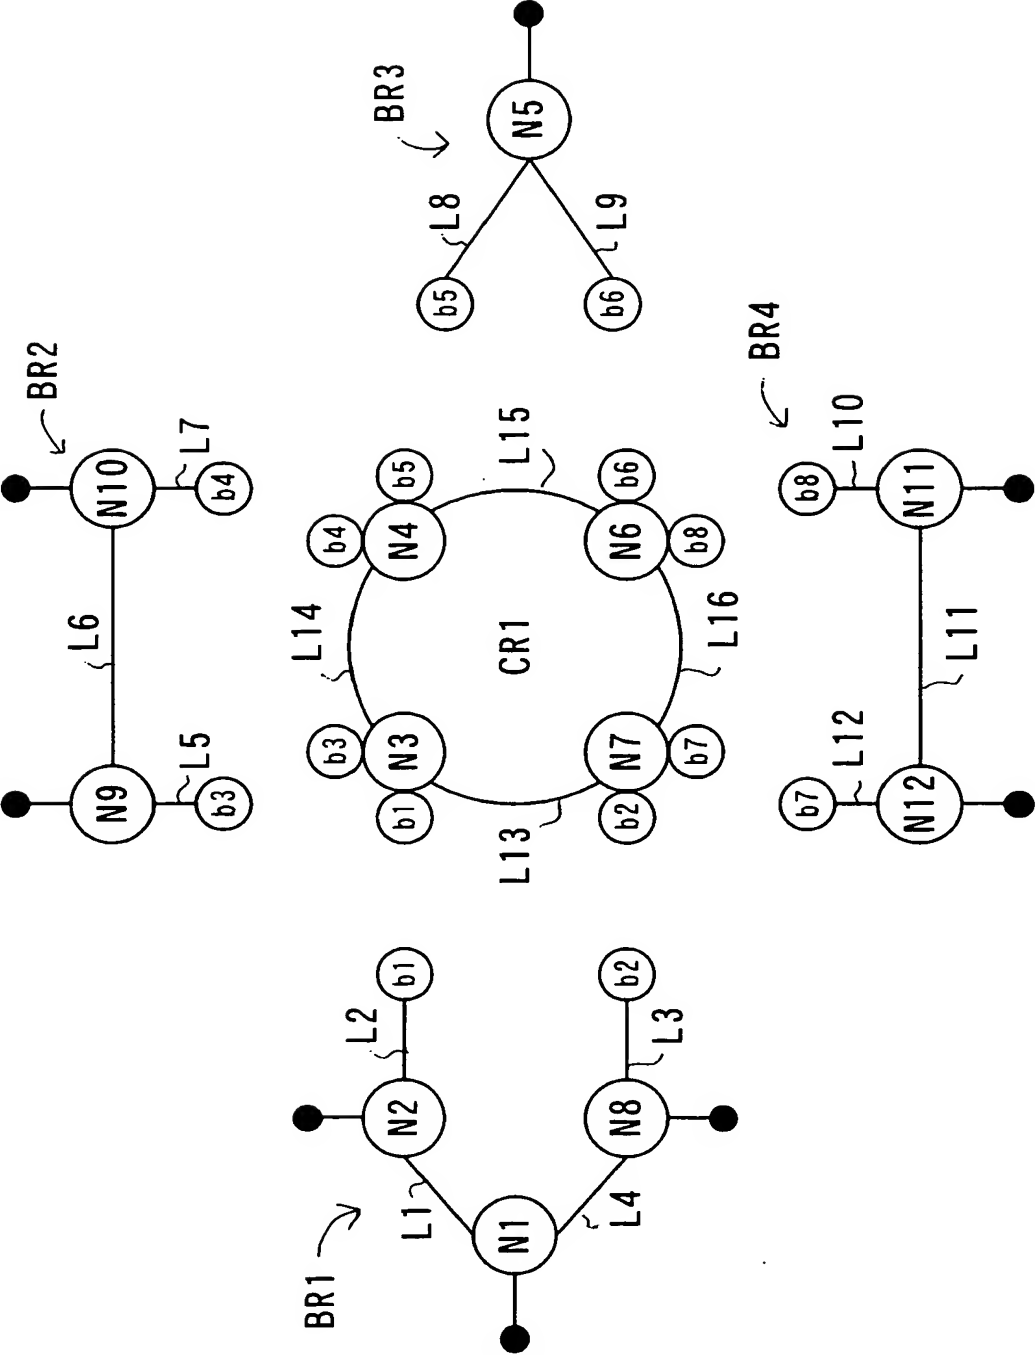 BR2
L6
N9 N10
L5 L7
b3 b4
BR1 L14
b3 b4
L2 BR3
N2 b1 b1 N3 N4 b5
L1 b5 L8
N1 L13 CR1 L15 N5
b6 L9
L4 N8 b2 b2 N7 N6 b6
L3
b7 b8
L16
BR4
b7 b8
L12 L10
N12 N11
L11